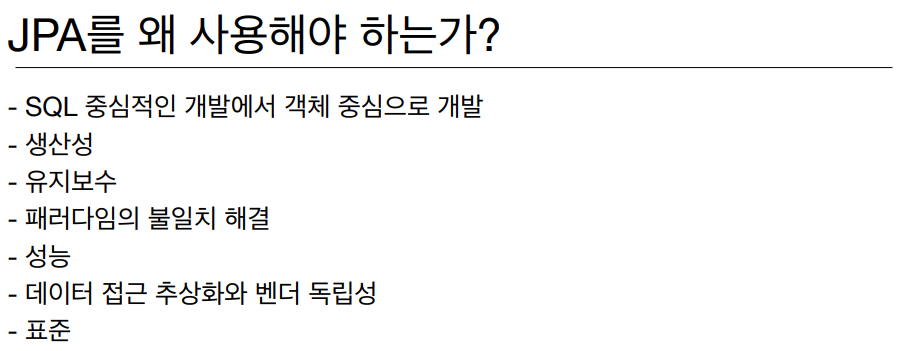 JPA를 왜 사용해야 하는가?
- SQL 중심적인 개발에서 객체 중심으로 개발
- 생산성
- 유지보수
- 패러다임의 불일치 해결
- 성능
- 데이터 접근 추상화와 벤더 독립성
- 표준